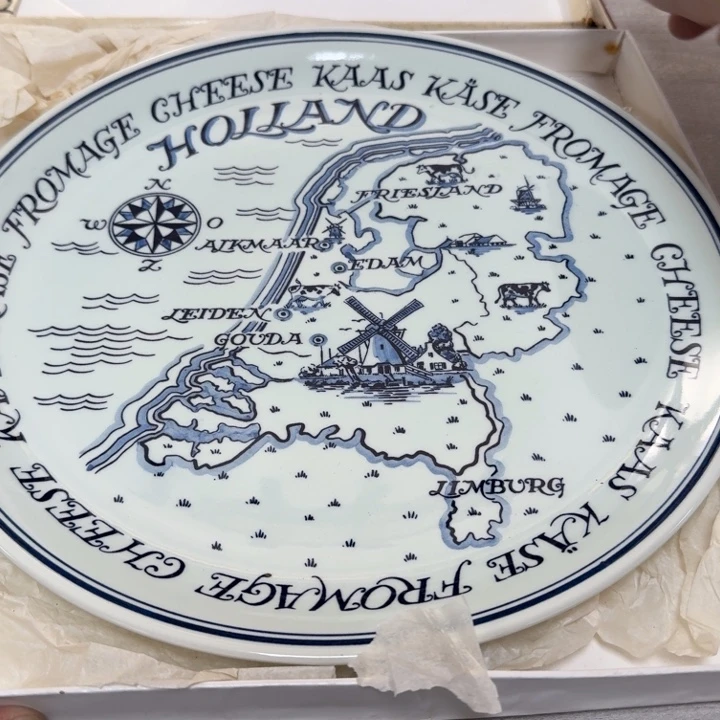 FROMAGE CHEESE KAAS KÄSE FROMAGE CHEESE KAAS KÄSE FROMAGE CHEESE
HOLLAND
N
W O
Z
FRIESLAND
ALKMAAR
EDAM
LEIDEN
GOUDA
LIMBURG